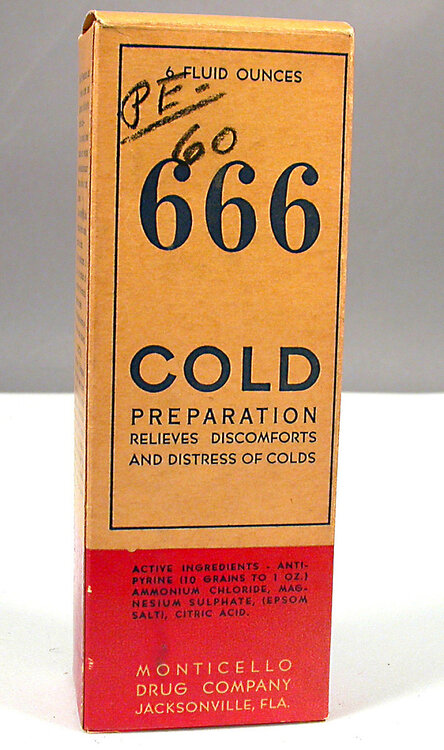 6 FLUID OUNCES
PE-
60
666
COLD
PREPARATION
RELIEVES DISCOMFORTS
AND DISTRESS OF COLDS
ACTIVE INGREDIENTS - ANTI-
PYRINE (10 GRAINS TO 1 OZ.)
AMMONIUM CHLORIDE, MAG-
NESIUM SULPHATE, (EPSOM
SALT), CITRIC ACID.
MONTICELLO
DRUG COMPANY
JACKSONVILLE, FLA.